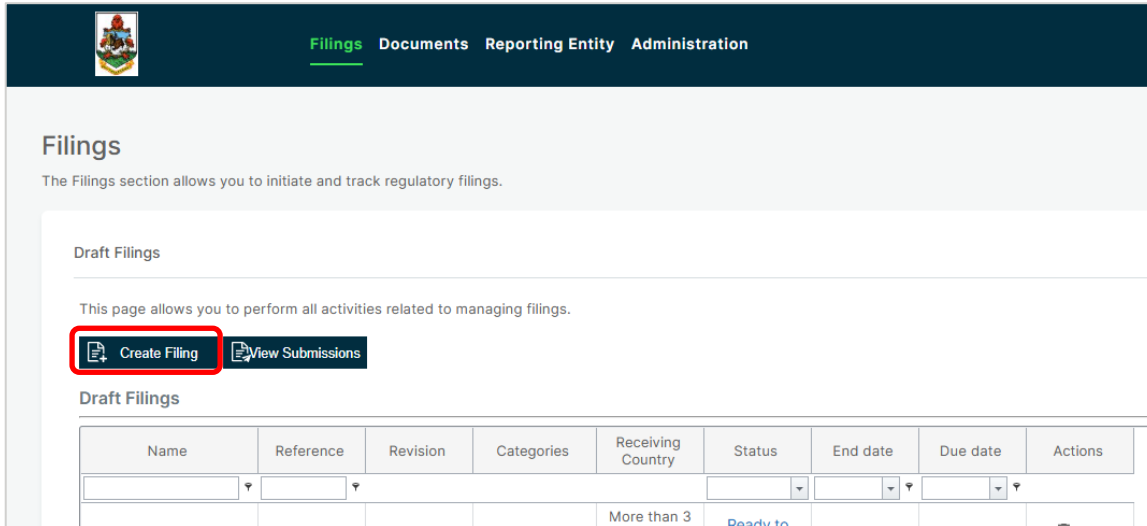 Filings Documents Reporting Entity Administration
Filings
The Filings section allows you to initiate and track regulatory filings.
Draft Filings
This page allows you to perform all activities related to managing filings.
Create Filing View Submissions
Draft Filings
Name Reference Revision Categories Receiving Country Status End date Due date Actions
More than 3 Ready to